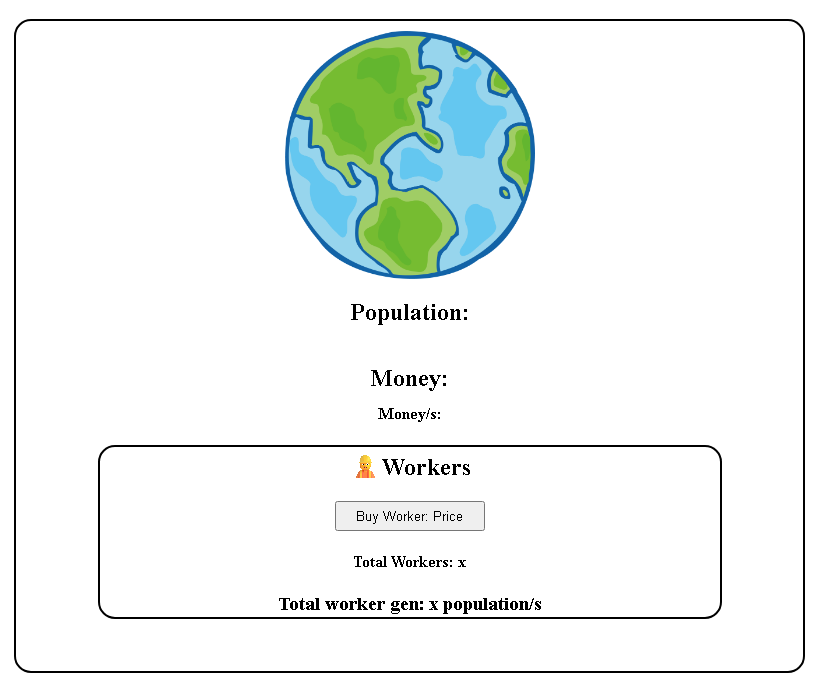 Population:
Money:
Money/s:
Workers
Buy Worker: Price
Total Workers: x
Total worker gen: x population/s